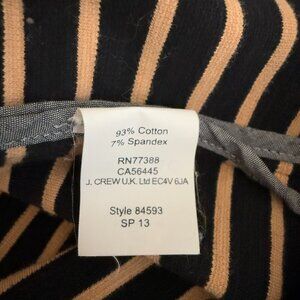 93% Cotton
7% Spandex
RN77388
CA56445
J. CREW U.K. Ltd EC4V 6JA
Style 84593
SP 13